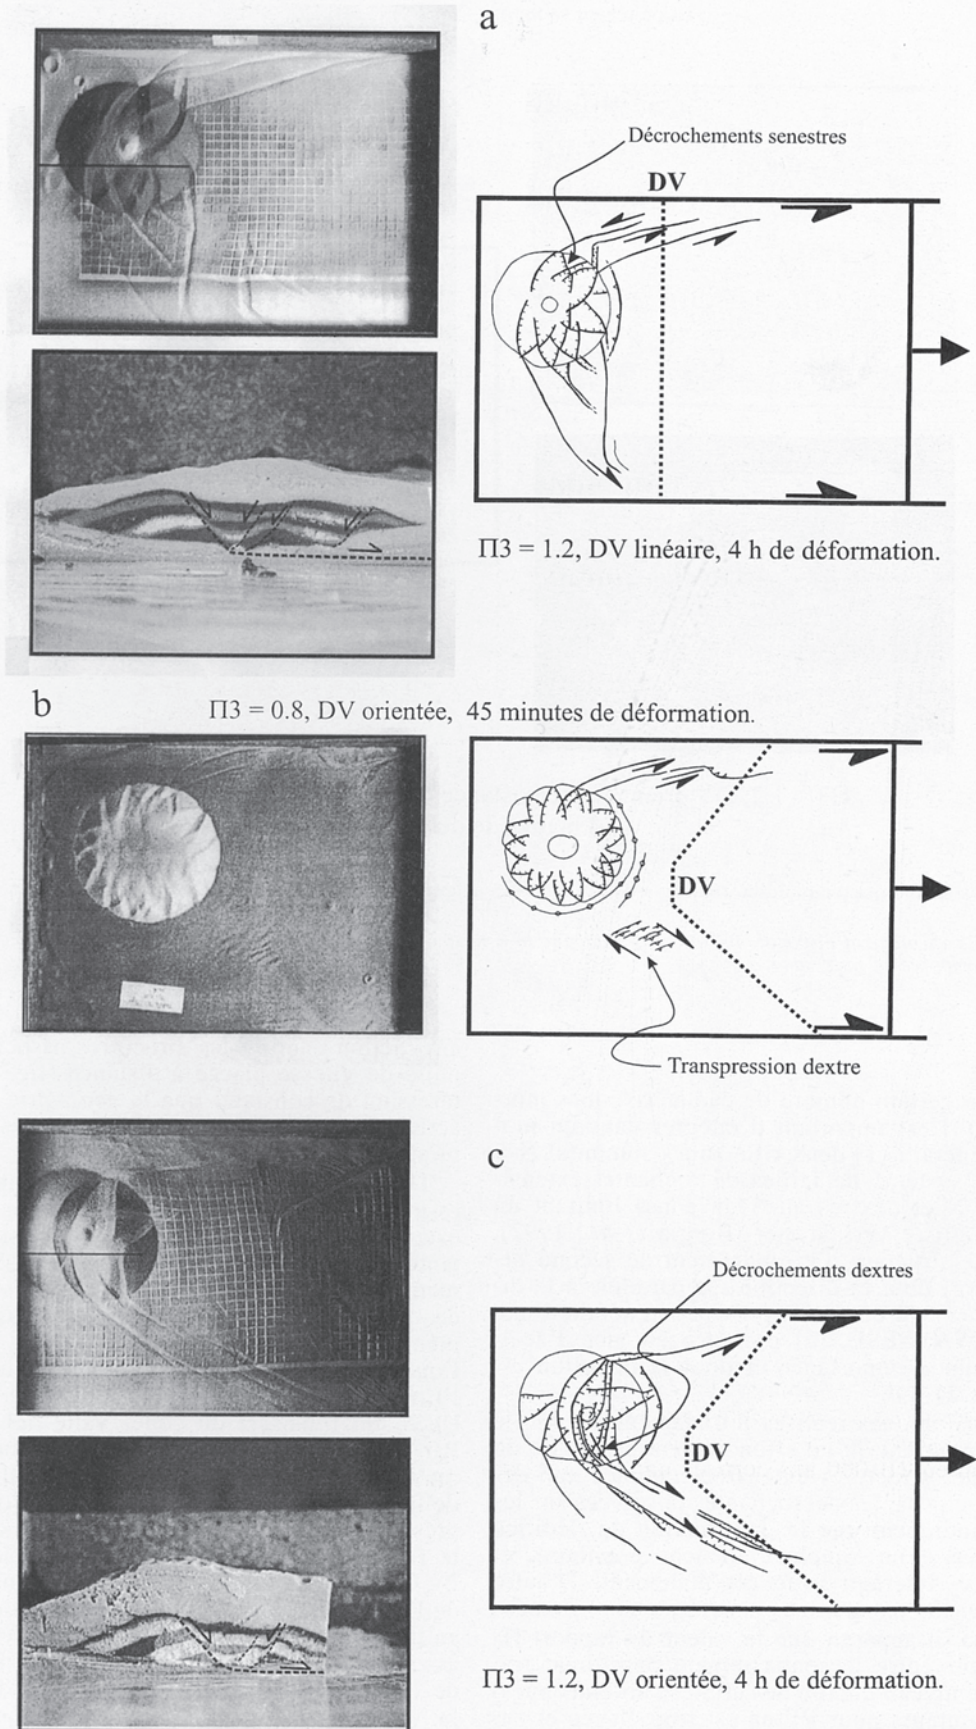 a
Décrochements senestres
DV
Π3 = 1.2, DV linéaire, 4 h de déformation.
b
Π3 = 0.8, DV orientée, 45 minutes de déformation.
DV
Transpression dextre
c
Décrochements dextres
DV
Π3 = 1.2, DV orientée, 4 h de déformation.